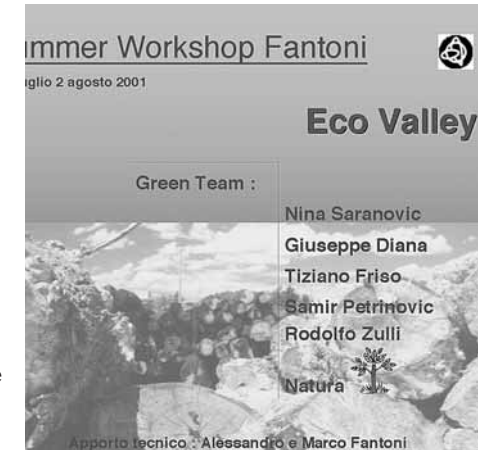 ummer Workshop Fantoni
uglio 2 agosto 2001
Eco Valley
Green Team :
Nina Saranovic
Giuseppe Diana
Tiziano Friso
Samir Petrinovic
Rodolfo Zulli
e
Natura
Apporto tecnico : Alessandro e Marco Fantoni